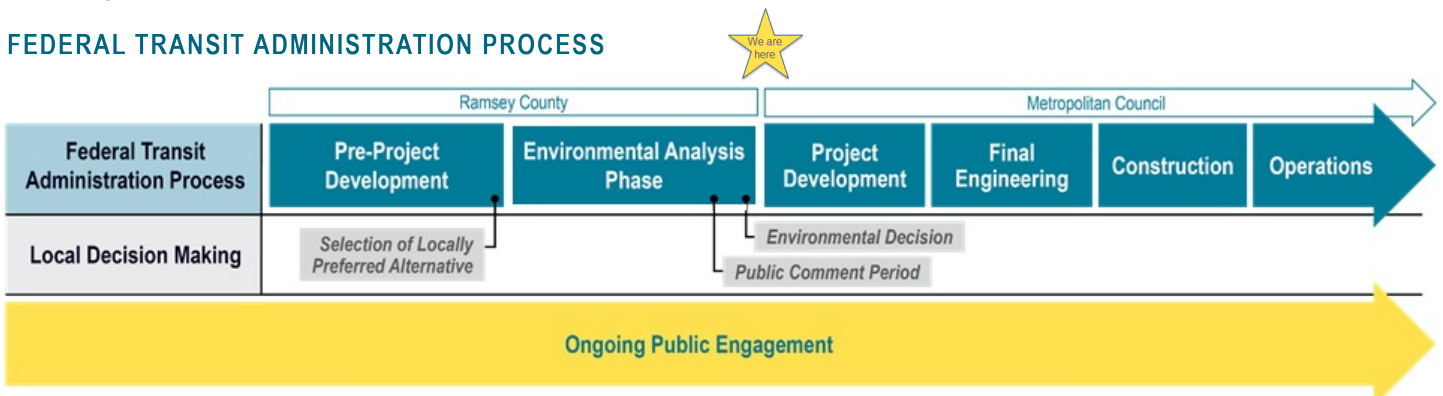 FEDERAL TRANSIT ADMINISTRATION PROCESS
We are
here
Ramsey County
Metropolitan Council
Federal Transit
Administration Process
Pre-Project
Development
Environmental Analysis
Phase
Project
Development
Final
Engineering
Construction
Operations
Local Decision Making
Selection of Locally
Preferred Alternative
Environmental Decision
Public Comment Period
Ongoing Public Engagement